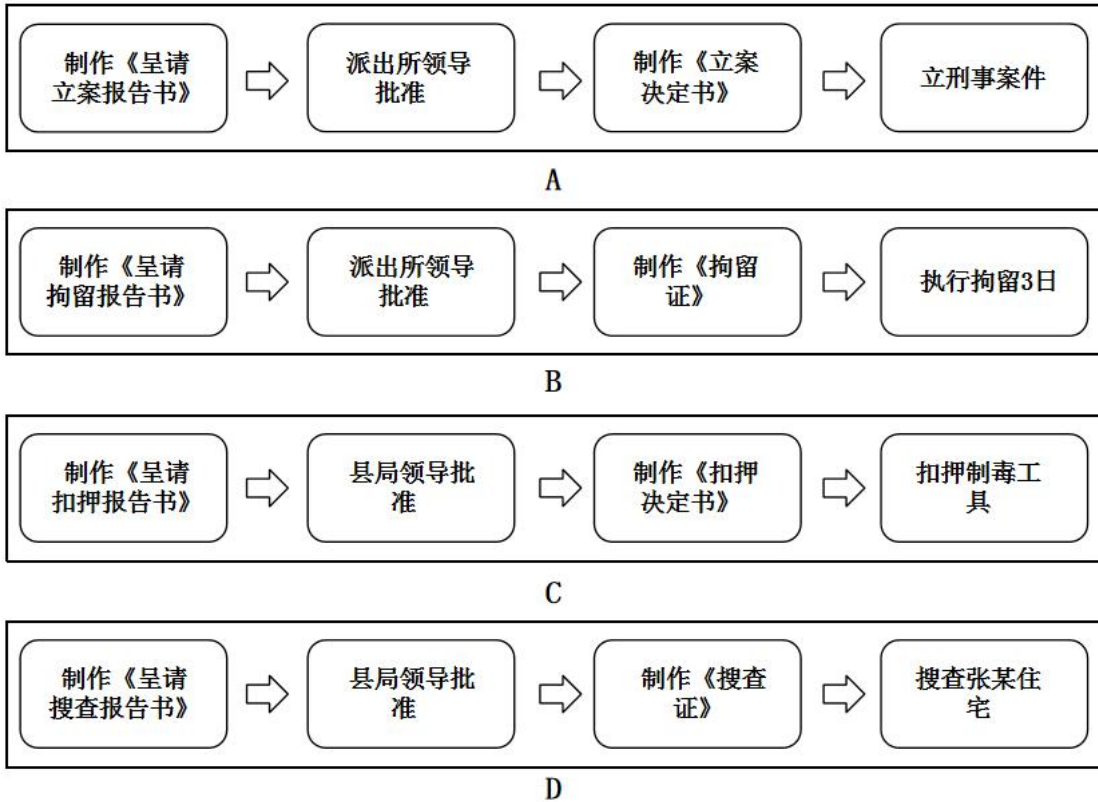 制作《呈请
立案报告书》
派出所领导
批准
制作《立案
决定书》
立刑事案件
A
制作《呈请
拘留报告书》
派出所领导
批准
制作《拘留
证》
执行拘留3日
B
制作《呈请
扣押报告书》
县局领导批
准
制作《扣押
决定书》
扣押制毒工
具
C
制作《呈请
搜查报告书》
县局领导批
准
制作《搜查
证》
搜查张某住
宅
D